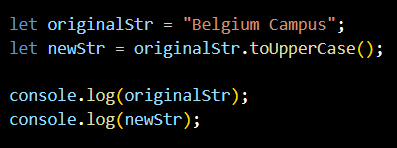 let originalStr = "Belgium Campus";
let newStr = originalStr.toUpperCase();
console.log(originalStr);
console.log(newStr);